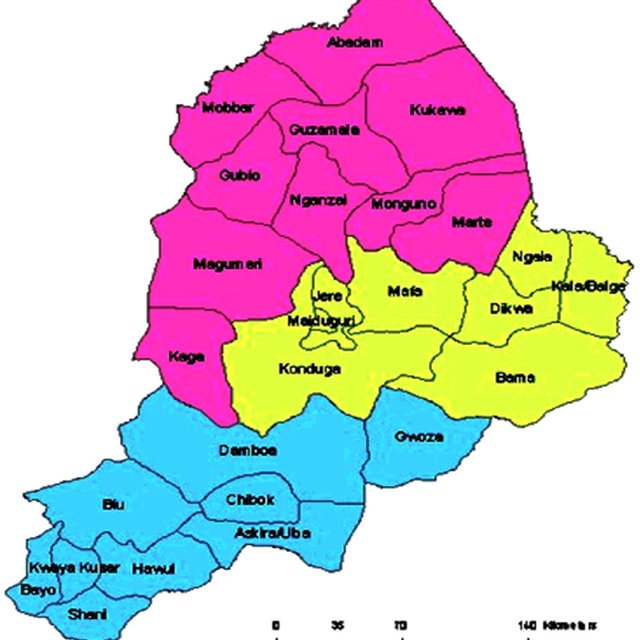 Abadam
Mobbar
Kukawa
Guzamala
Gubio
Nganzai
Monguno
Marte
Magumeri
Ngala
Kala/Balge
Jere
Mafa
Dikwa
Maiduguri
Kaga
Konduga
Bama
Gwoza
Damboa
Chibok
Biu
Askira/Uba
Kwaya Kusar
Hawul
Bayo
Shani
0 35 70 140 Kilometers